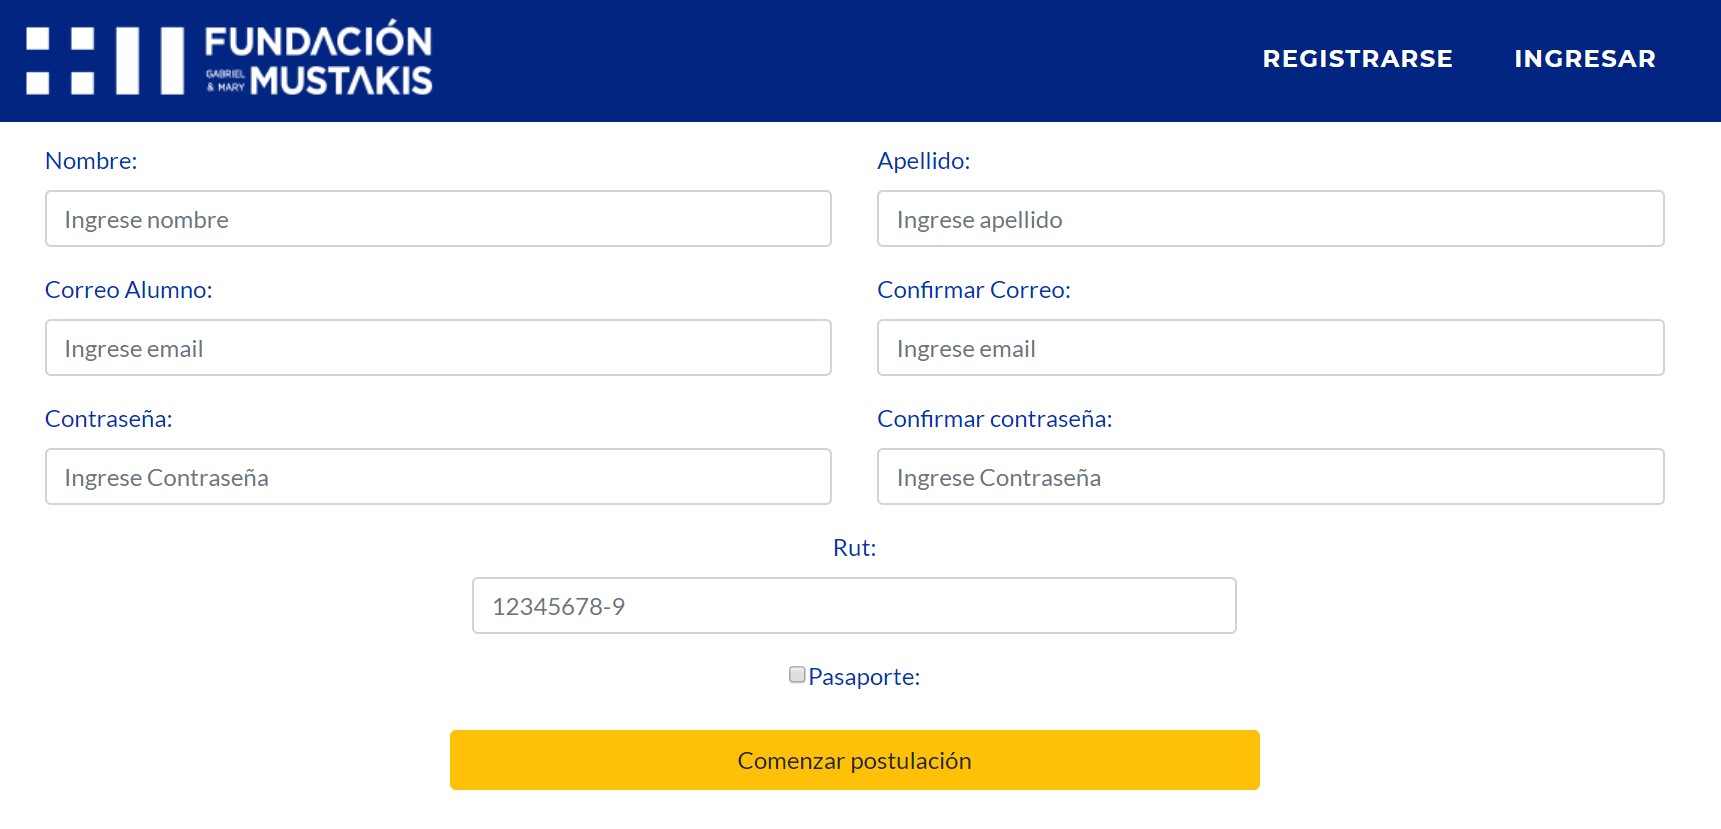 FUNDACIÓN
GABRIEL
& MARY MUSTAKIS
REGISTRARSE INGRESAR
Nombre: Apellido:
Ingrese nombre Ingrese apellido
Correo Alumno: Confirmar Correo:
Ingrese email Ingrese email
Contraseña: Confirmar contraseña:
Ingrese Contraseña Ingrese Contraseña
Rut:
12345678-9
Pasaporte:
Comenzar postulación